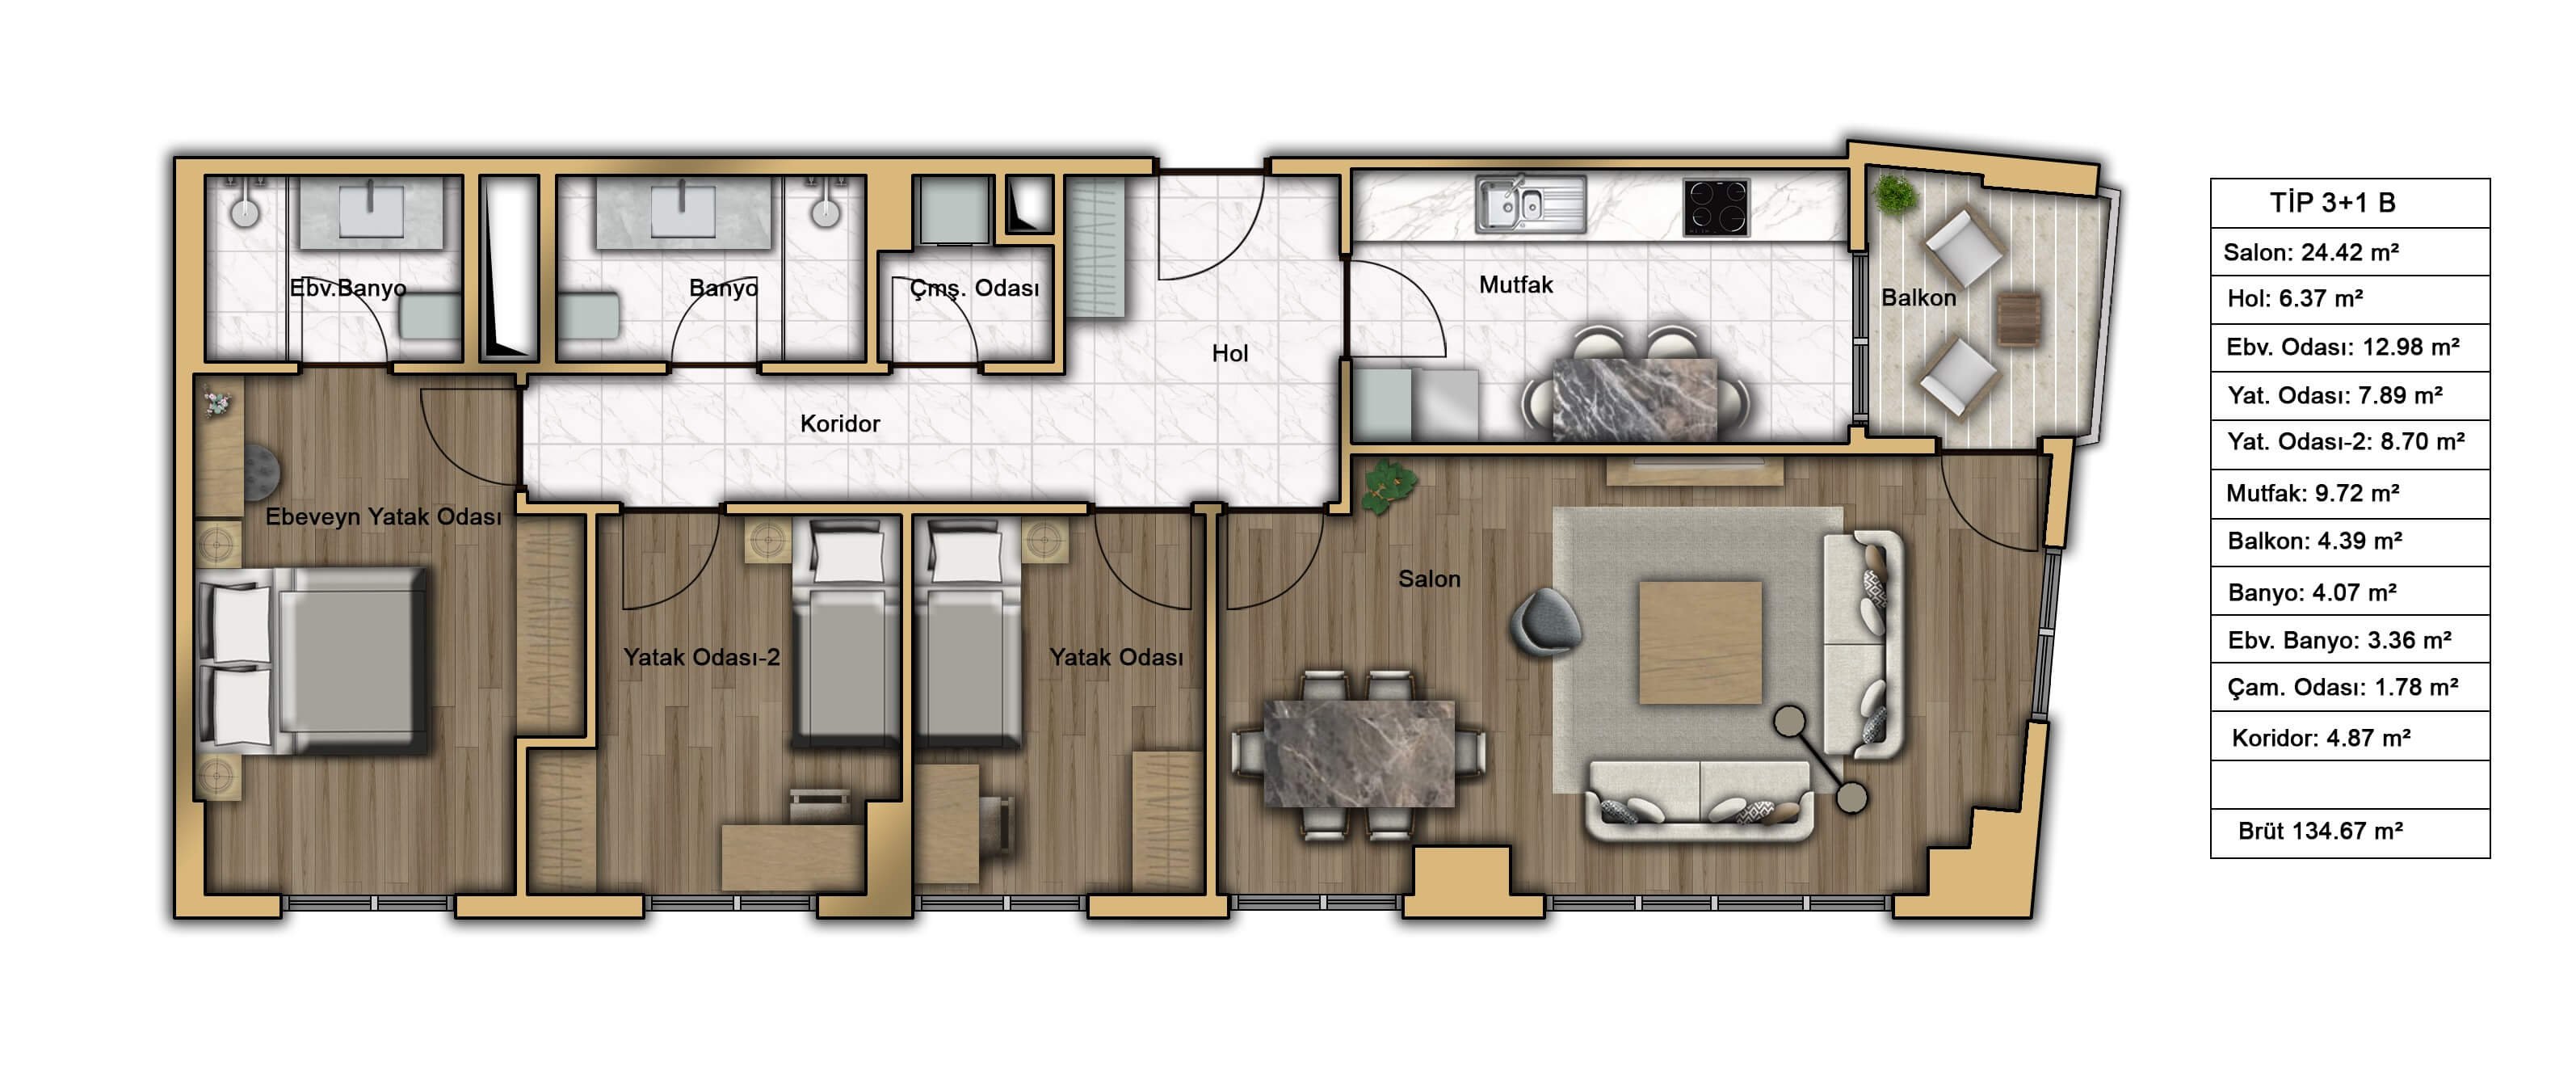 Ebv.Banyo
Banyo
Çmş. Odası
Hol
Mutfak
Balkon
Koridor
Ebeveyn Yatak Odası
Yatak Odası-2
Yatak Odası
Salon
TİP 3+1 B
Salon: 24.42 m²
Hol: 6.37 m²
Ebv. Odası: 12.98 m²
Yat. Odası: 7.89 m²
Yat. Odası-2: 8.70 m²
Mutfak: 9.72 m²
Balkon: 4.39 m²
Banyo: 4.07 m²
Ebv. Banyo: 3.36 m²
Çam. Odası: 1.78 m²
Koridor: 4.87 m²
Brüt 134.67 m²